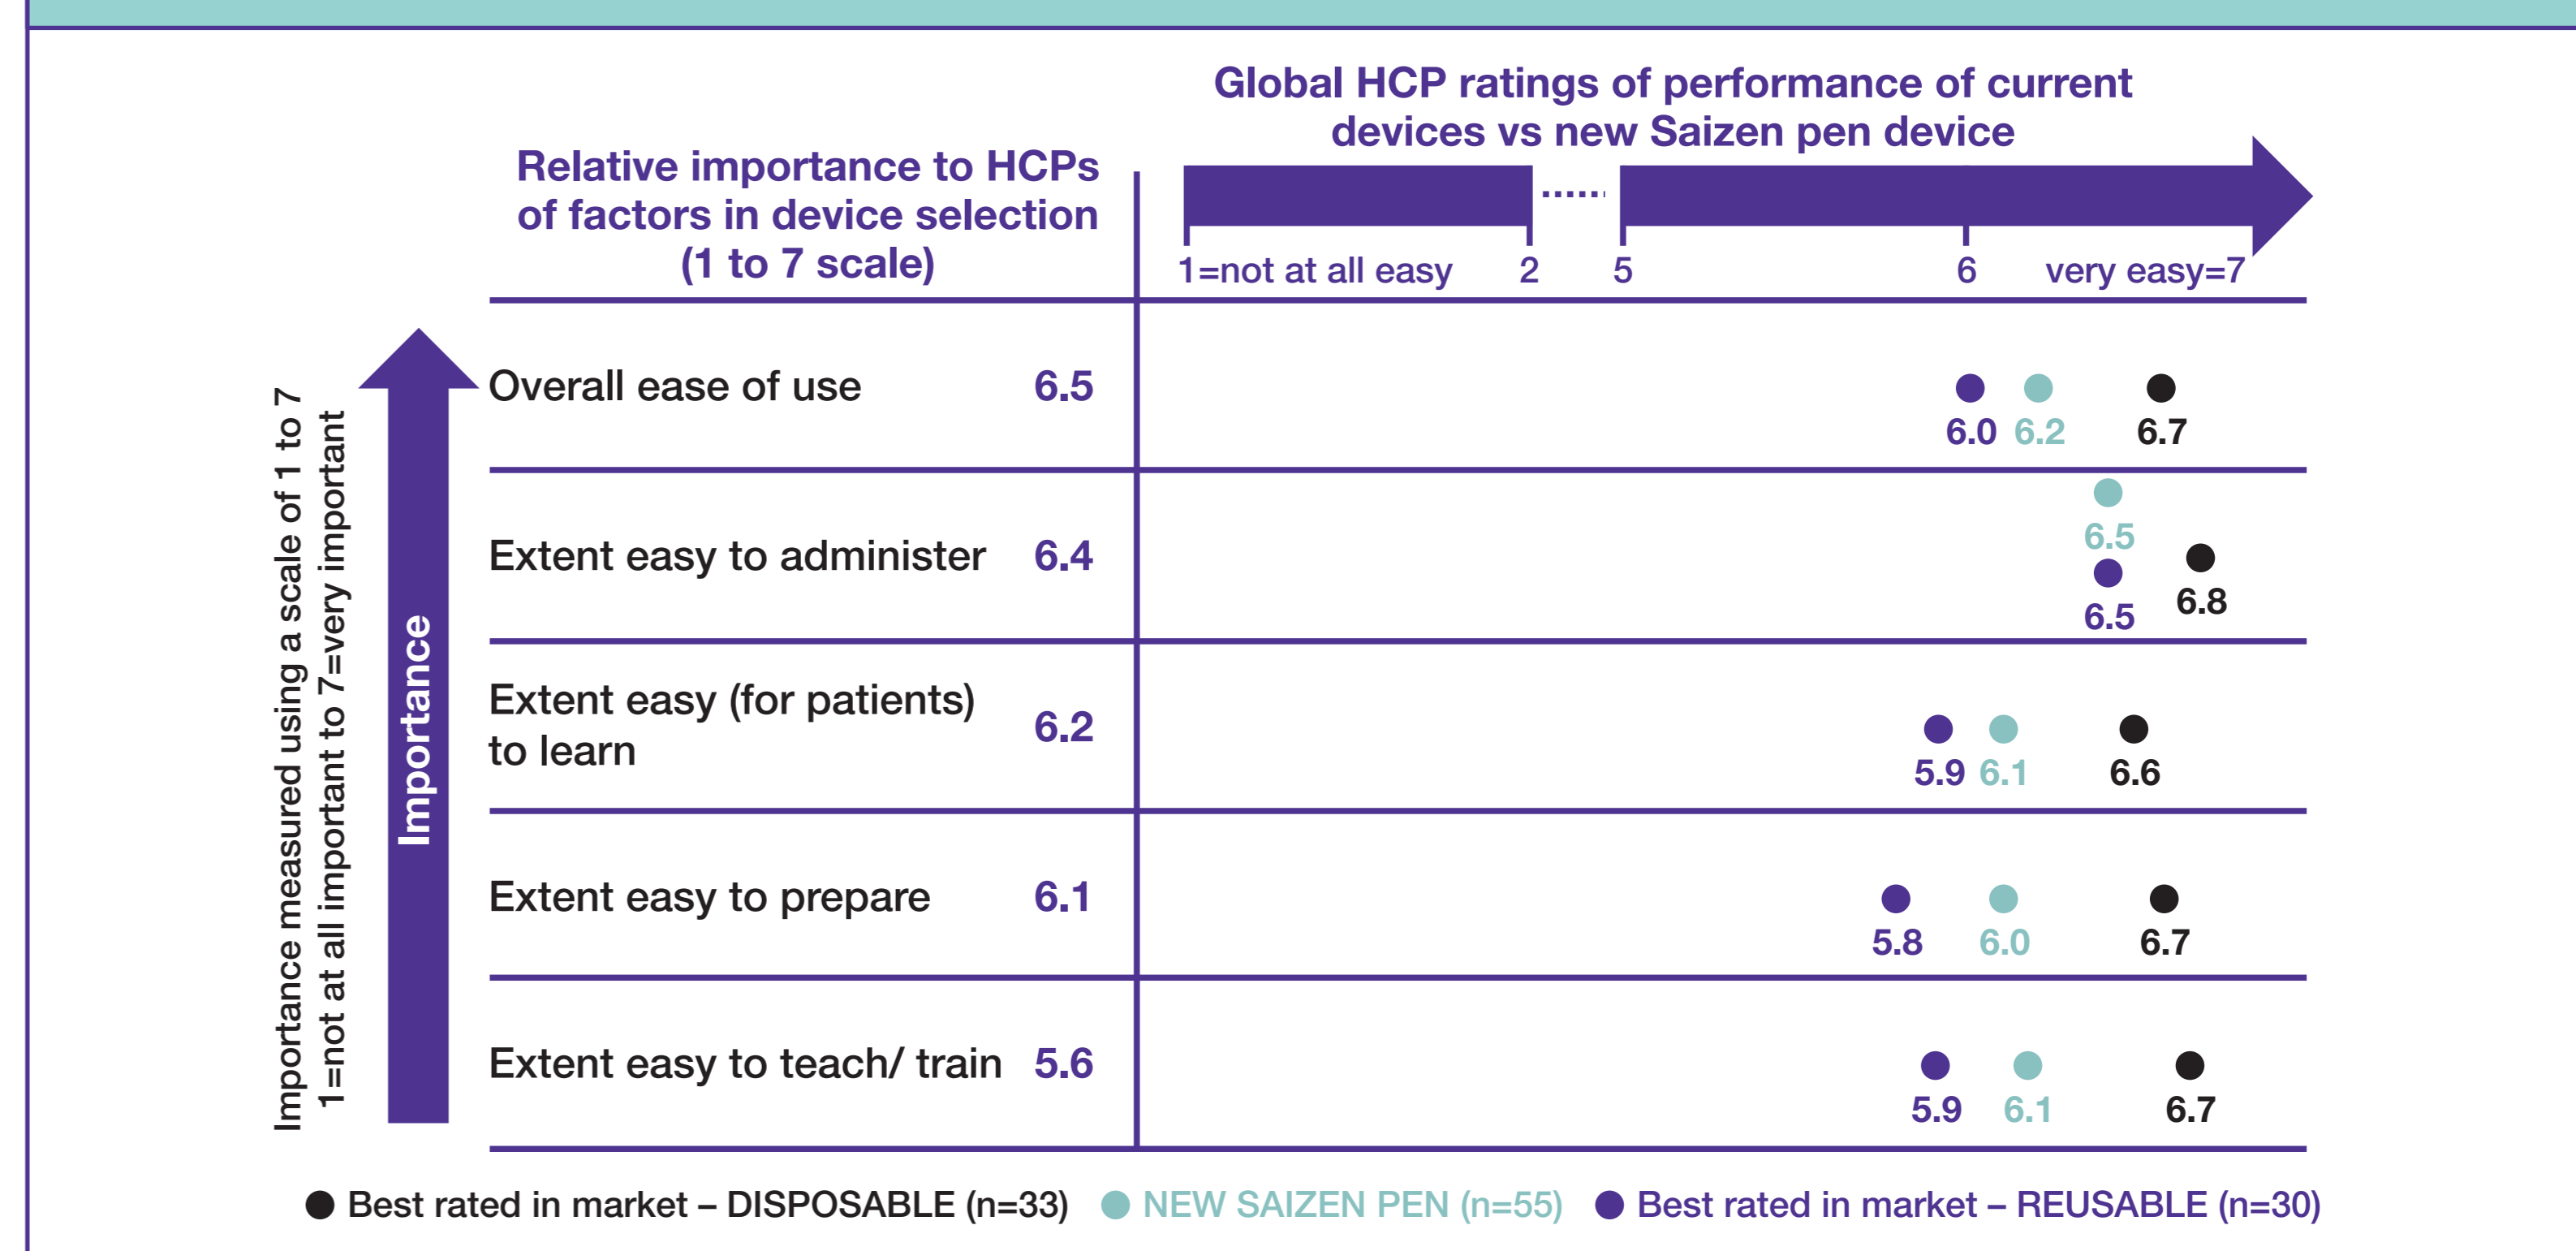 Global HCP ratings of performance of current
devices vs new Saizen pen device
Relative importance to HCPs
of factors in device selection
(1 to 7 scale)
1=not at all easy 2 5 6 very easy=7
Importance measured using a scale of 1 to 7
1=not at all important to 7=very important
Importance
Overall ease of use 6.5
6.0 6.2 6.7
Extent easy to administer 6.4
6.5
6.5 6.8
Extent easy (for patients)
to learn 6.2
5.9 6.1 6.6
Extent easy to prepare 6.1
5.8 6.0 6.7
Extent easy to teach/ train 5.6
5.9 6.1 6.7
Best rated in market – DISPOSABLE (n=33) NEW SAIZEN PEN (n=55) Best rated in market – REUSABLE (n=30)